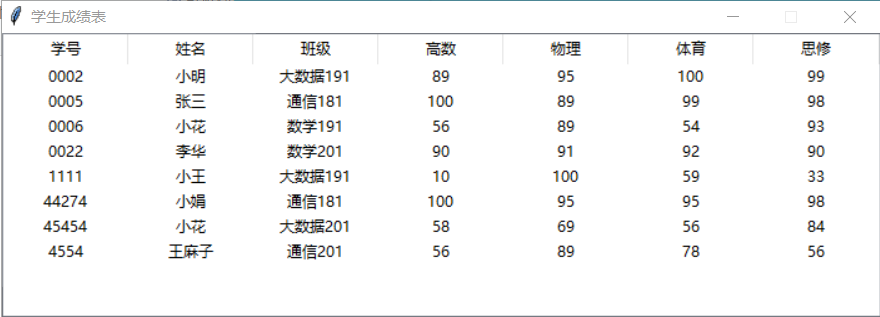 学生成绩表
学号 姓名 班级 高数 物理 体育 思修
0002 小明 大数据191 89 95 100 99
0005 张三 通信181 100 89 99 98
0006 小花 数学191 56 89 54 93
0022 李华 数学201 90 91 92 90
1111 小王 大数据191 10 100 59 33
44274 小娟 通信181 100 95 95 98
45454 小花 大数据201 58 69 56 84
4554 王麻子 通信201 56 89 78 56